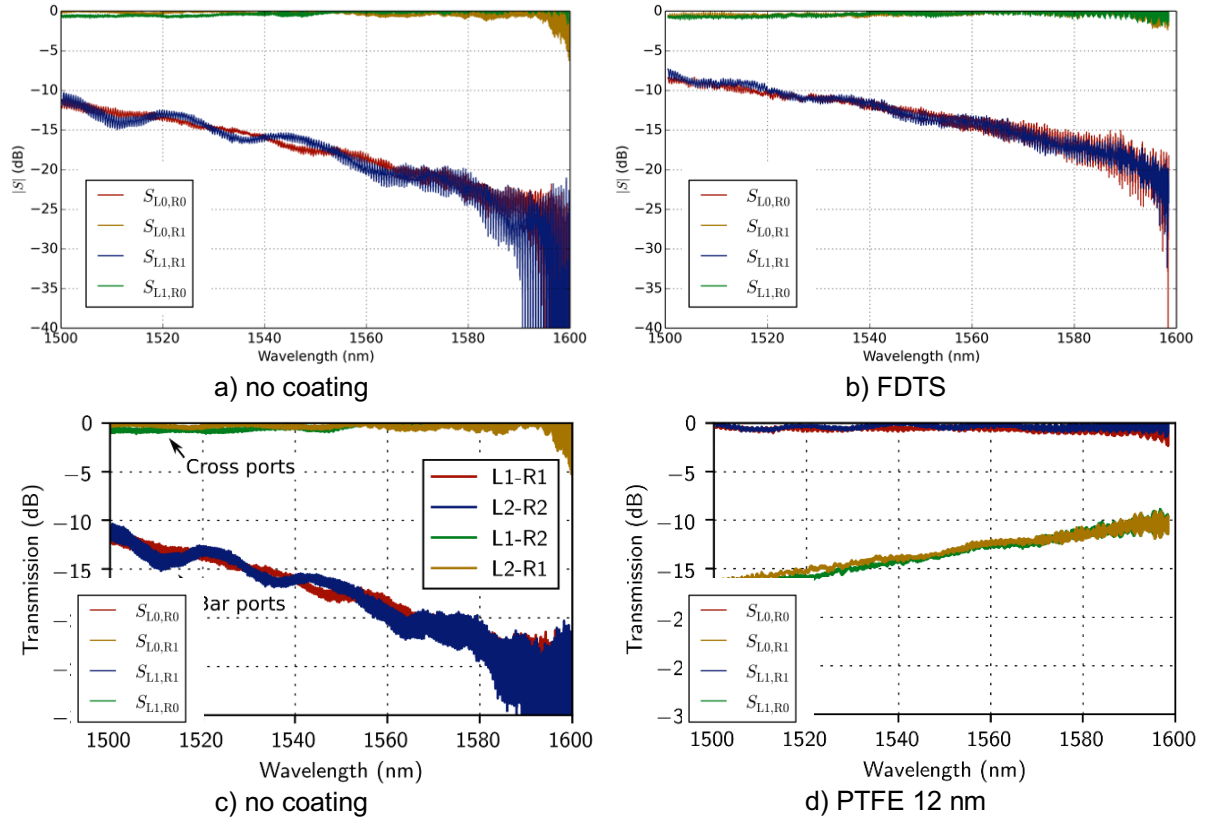 0
−5
−10
−15
−20
−25
−30
−35
−40
|S| (dB)
S_L0,R0
S_L0,R1
S_L1,R1
S_L1,R0
1500 1520 1540 1560 1580 1600
Wavelength (nm)
a) no coating
0
−5
−10
−15
−20
−25
−30
−35
−40
|S| (dB)
S_L0,R0
S_L0,R1
S_L1,R1
S_L1,R0
1500 1520 1540 1560 1580 1600
Wavelength (nm)
b) FDTS
0
−5
−10
−15
Transmission (dB)
Cross ports
Bar ports
L1-R1
L2-R2
L1-R2
L2-R1
S_L0,R0
S_L0,R1
S_L1,R1
S_L1,R0
1500 1520 1540 1560 1580 1600
Wavelength (nm)
c) no coating
0
−5
−10
−15
−2
−2
−3
Transmission (dB)
S_L0,R0
S_L0,R1
S_L1,R1
S_L1,R0
1500 1520 1540 1560 1580 1600
Wavelength (nm)
d) PTFE 12 nm